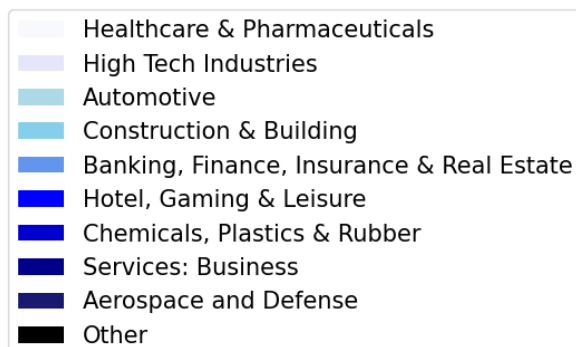 Healthcare & Pharmaceuticals
High Tech Industries
Automotive
Construction & Building
Banking, Finance, Insurance & Real Estate
Hotel, Gaming & Leisure
Chemicals, Plastics & Rubber
Services: Business
Aerospace and Defense
Other